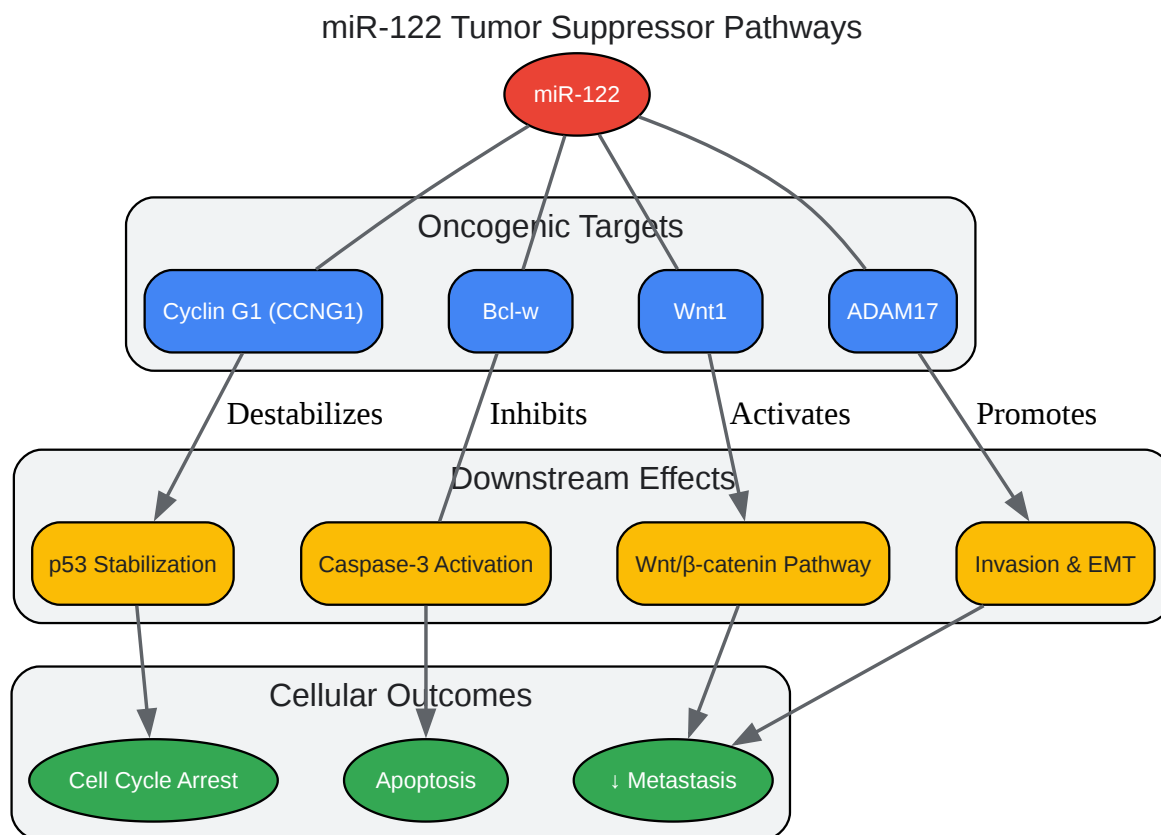 miR-122 Tumor Suppressor Pathways
miR-122
Oncogenic Targets
Cyclin G1 (CCNG1)
Bcl-w
Wnt1
ADAM17
Destabilizes
Inhibits
Activates
Promotes
Downstream Effects
p53 Stabilization
Caspase-3 Activation
Wnt/β-catenin Pathway
Invasion & EMT
Cellular Outcomes
Cell Cycle Arrest
Apoptosis
↓ Metastasis